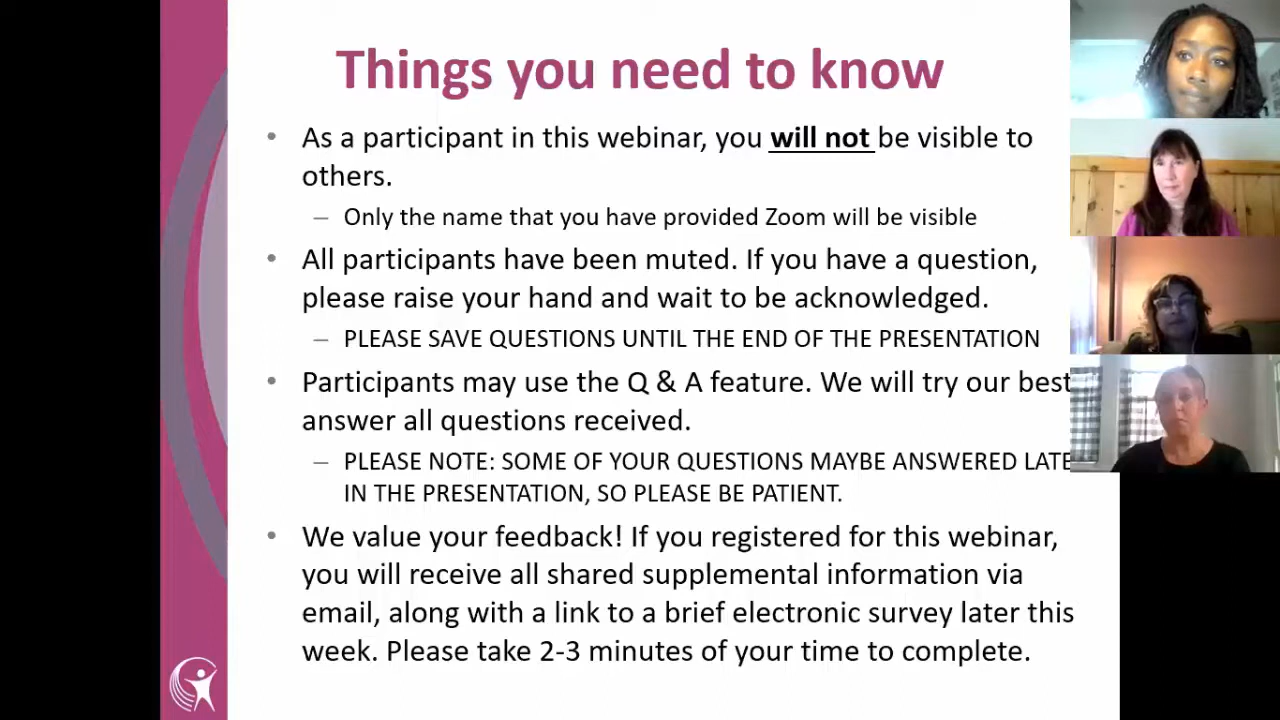 Things you need to know
• As a participant in this webinar, you will not be visible to
others.
– Only the name that you have provided Zoom will be visible
• All participants have been muted. If you have a question,
please raise your hand and wait to be acknowledged.
– PLEASE SAVE QUESTIONS UNTIL THE END OF THE PRESENTATION
• Participants may use the Q & A feature. We will try our best
answer all questions received.
– PLEASE NOTE: SOME OF YOUR QUESTIONS MAYBE ANSWERED LATE
IN THE PRESENTATION, SO PLEASE BE PATIENT.
• We value your feedback! If you registered for this webinar,
you will receive all shared supplemental information via
email, along with a link to a brief electronic survey later this
week. Please take 2-3 minutes of your time to complete.